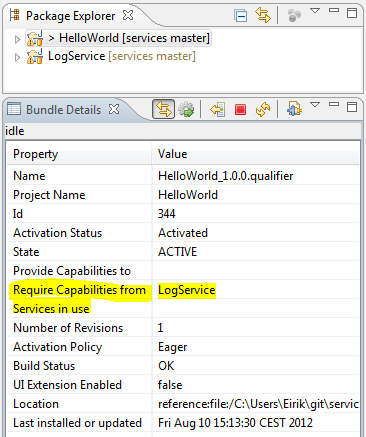 Package Explorer
> HelloWorld [services master]
LogService [services master]
Bundle Details
idle
Property Value
Name HelloWorld_1.0.0.qualifier
Project Name HelloWorld
Id 344
Activation Status Activated
State ACTIVE
Provide Capabilities to
Require Capabilities from LogService
Services in use
Number of Revisions 1
Activation Policy Eager
Build Status OK
UI Extension Enabled false
Location reference:file:/C:\Users\Eirik\git\servic
Last installed or updated Fri Aug 10 15:13:30 CEST 2012